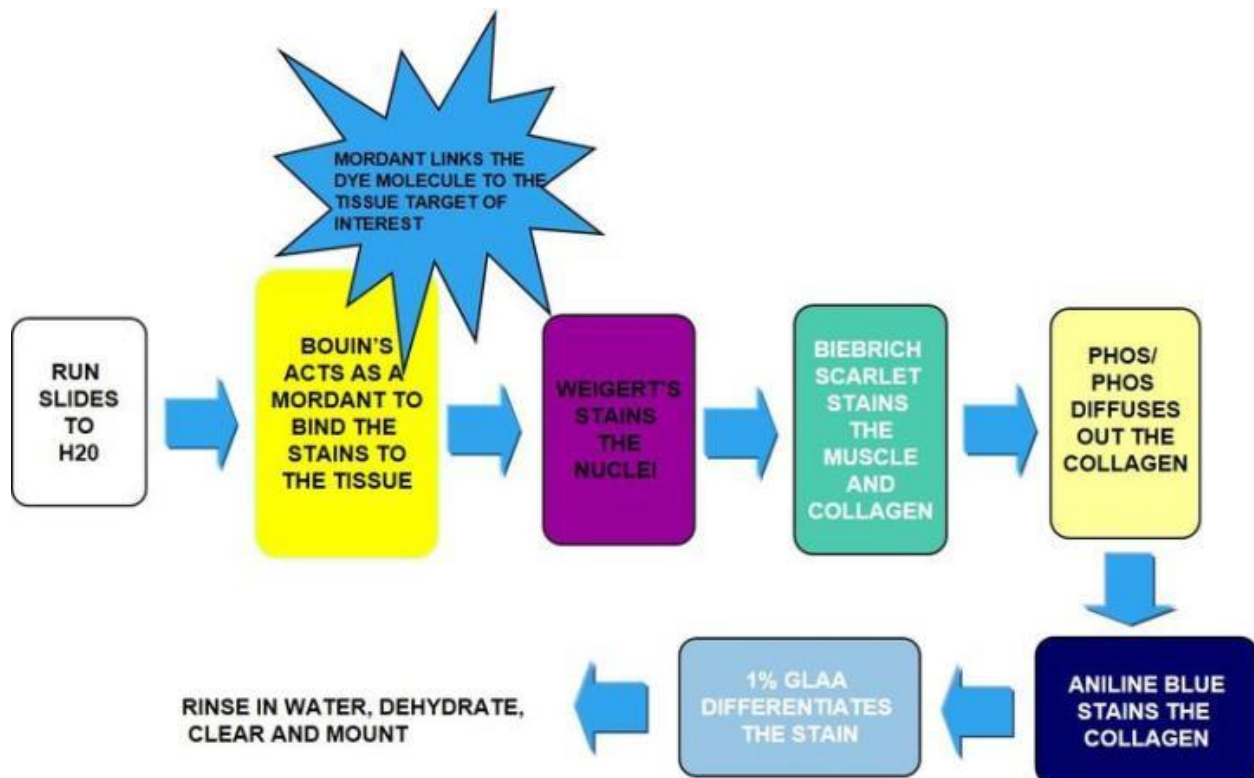 MORDANT LINKS THE
DYE MOLECULE TO THE
TISSUE TARGET OF
INTEREST
RUN
SLIDES
TO
H20
BOUIN'S
ACTS AS A
MORDANT TO
BIND THE
STAINS TO
THE TISSUE
WEIGERT'S
STAINS
THE
NUCLEI
BIEBRICH
SCARLET
STAINS
THE
MUSCLE
AND
COLLAGEN
PHOS/
PHOS
DIFFUSES
OUT THE
COLLAGEN
ANILINE BLUE
STAINS THE
COLLAGEN
1% GLAA
DIFFERENTIATES
THE STAIN
RINSE IN WATER, DEHYDRATE,
CLEAR AND MOUNT